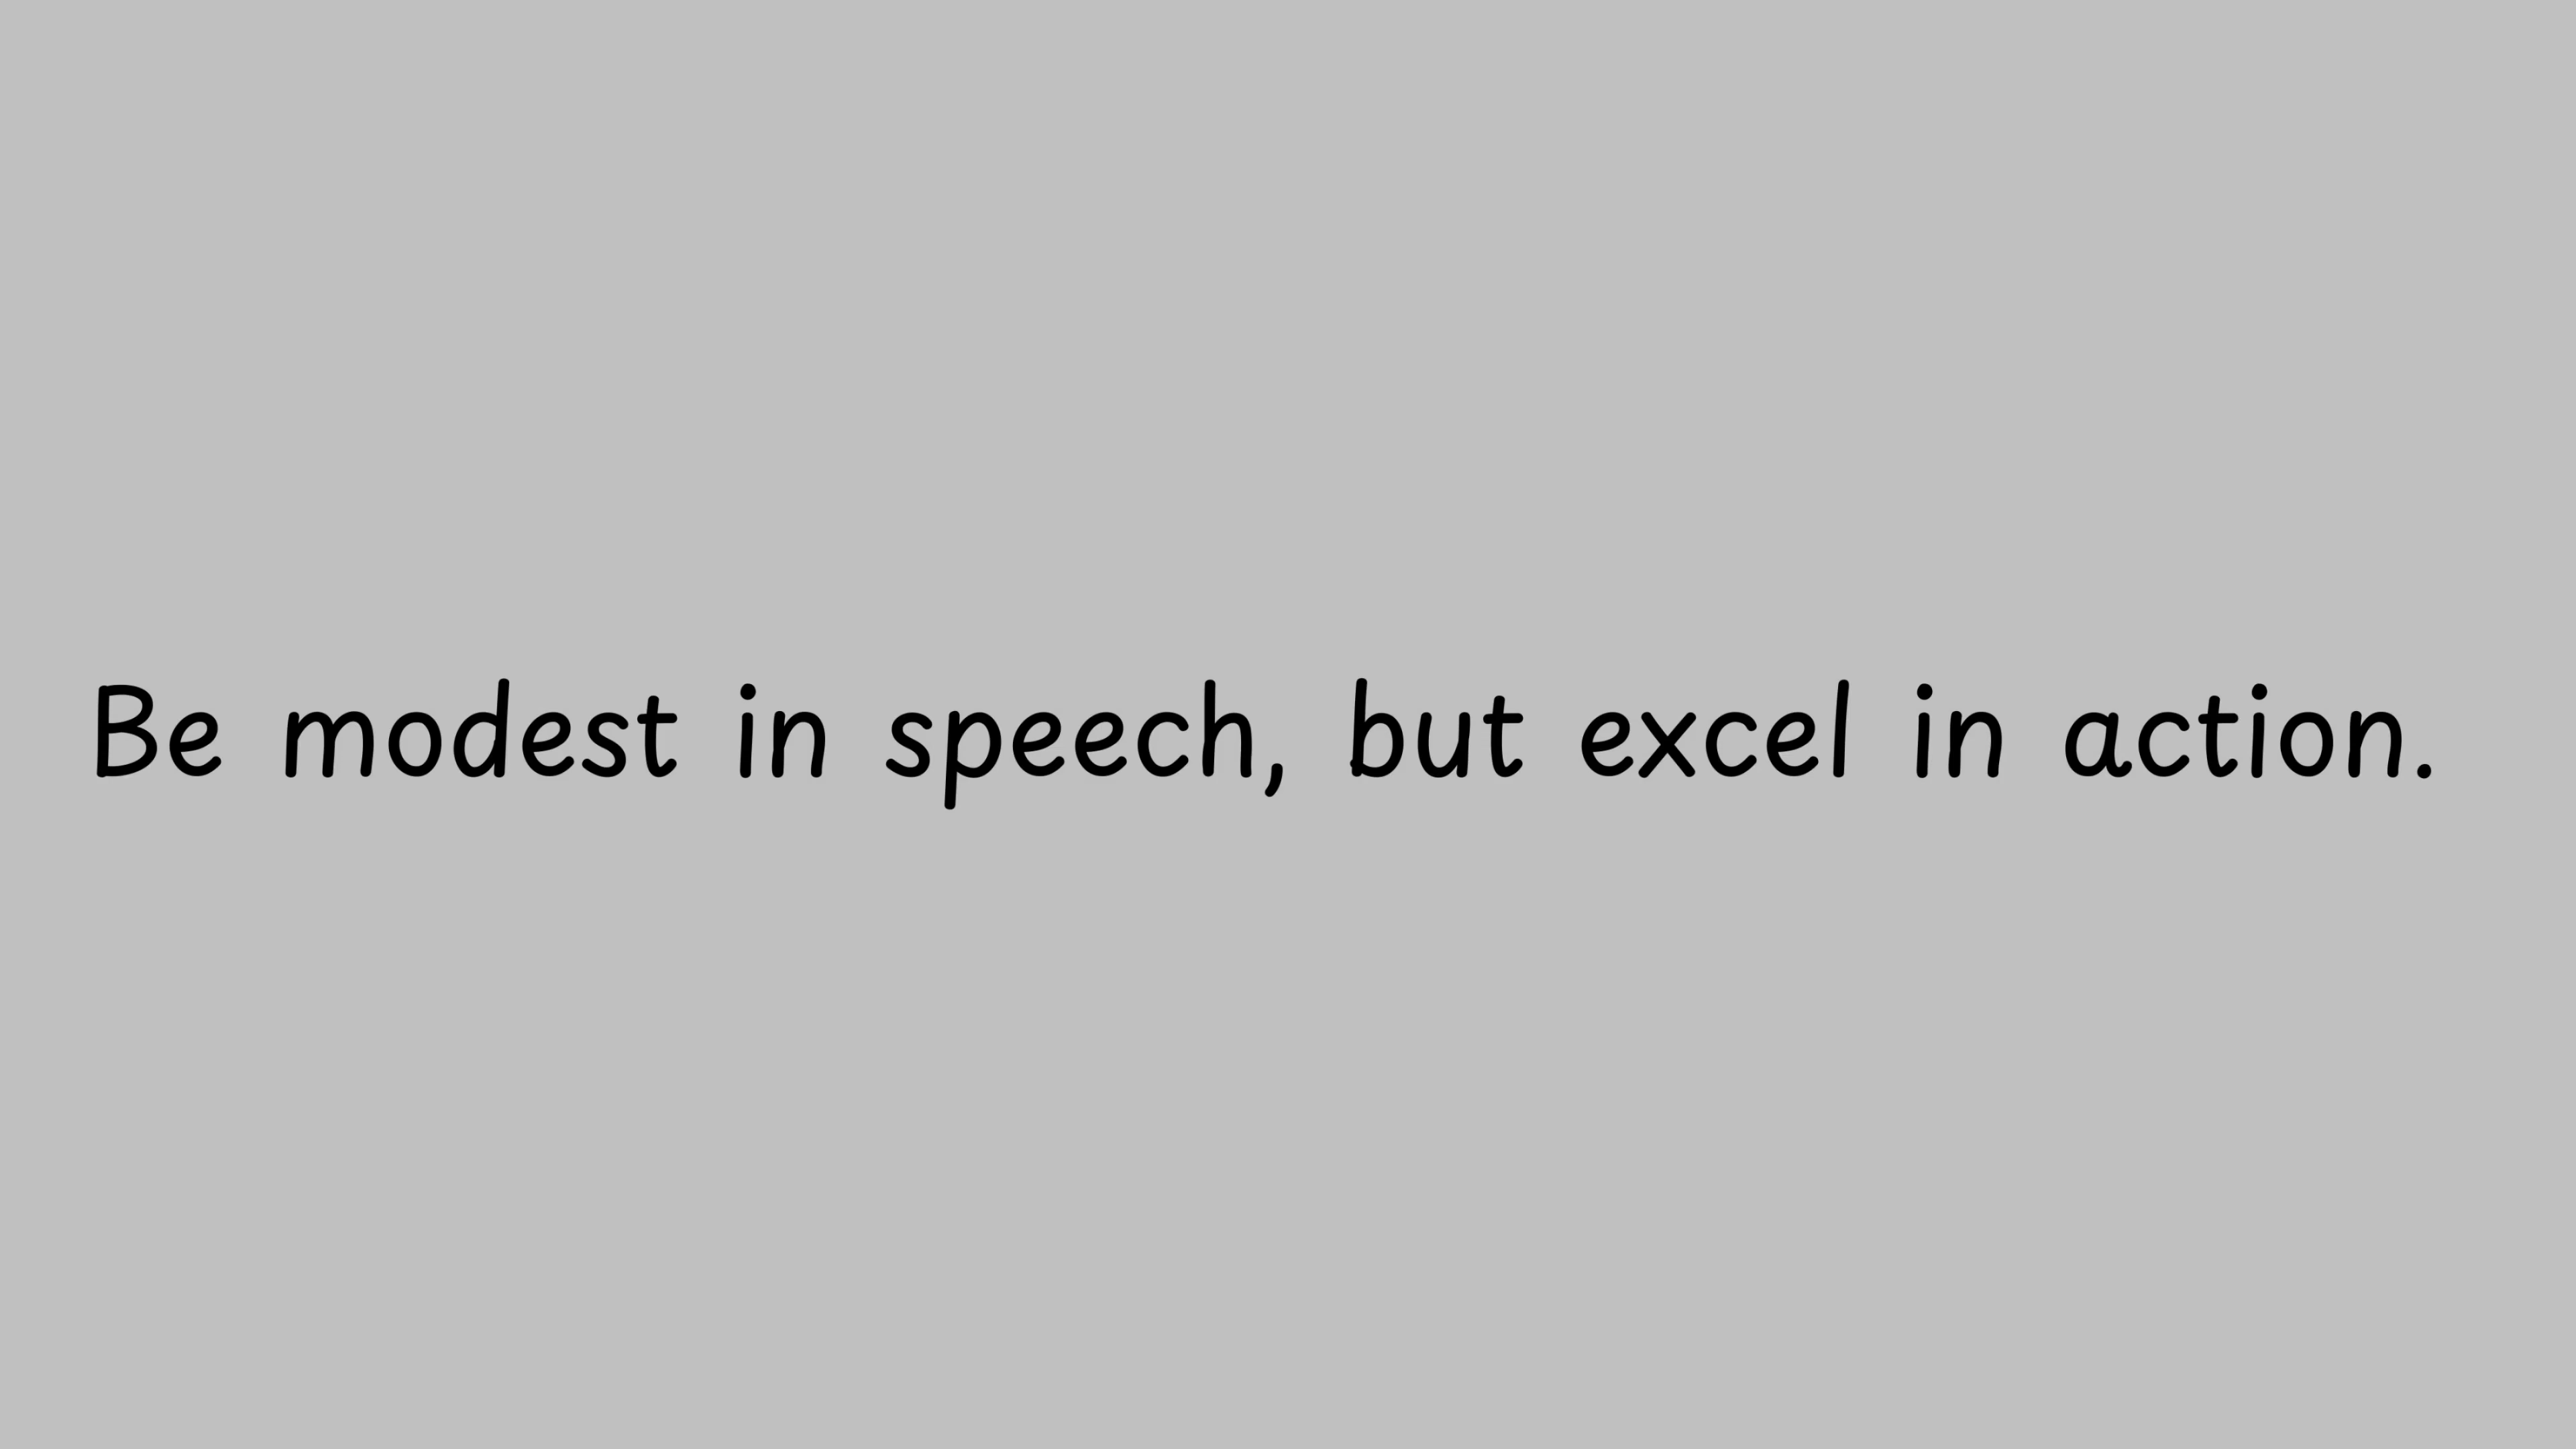 Be modest in speech, but excel in action.